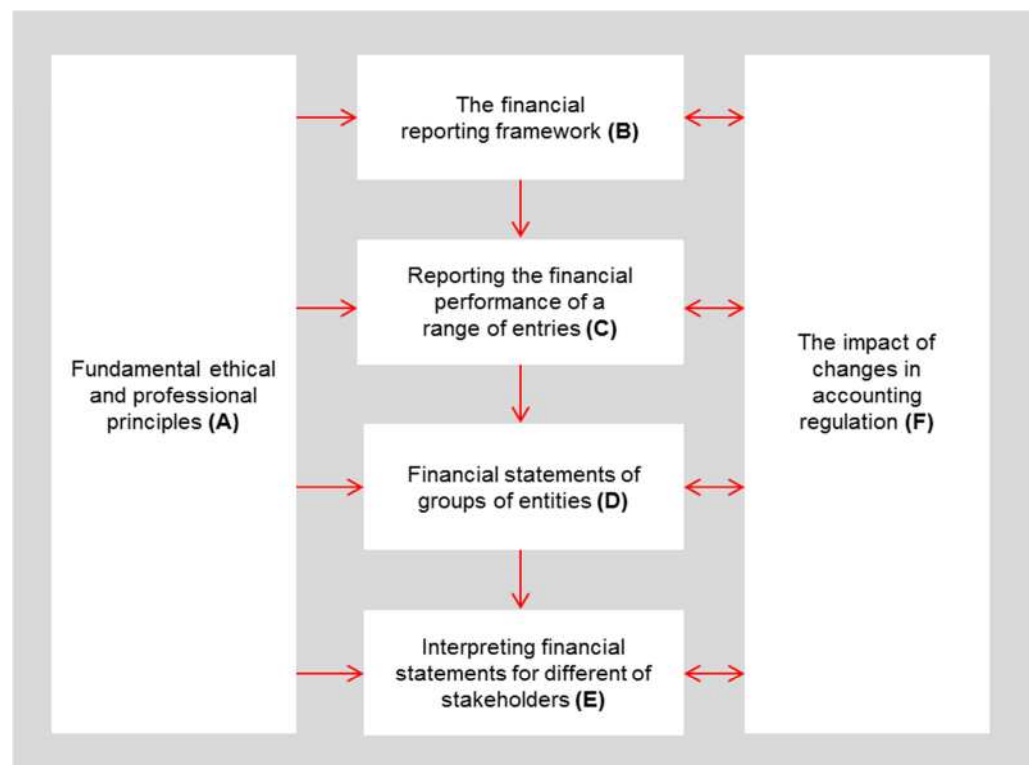 The financial
reporting framework (B)
Reporting the financial
performance of a
range of entries (C)
Fundamental ethical
and professional
principles (A)
The impact of
changes in
accounting
regulation (F)
Financial statements of
groups of entities (D)
Interpreting financial
statements for different of
stakeholders (E)